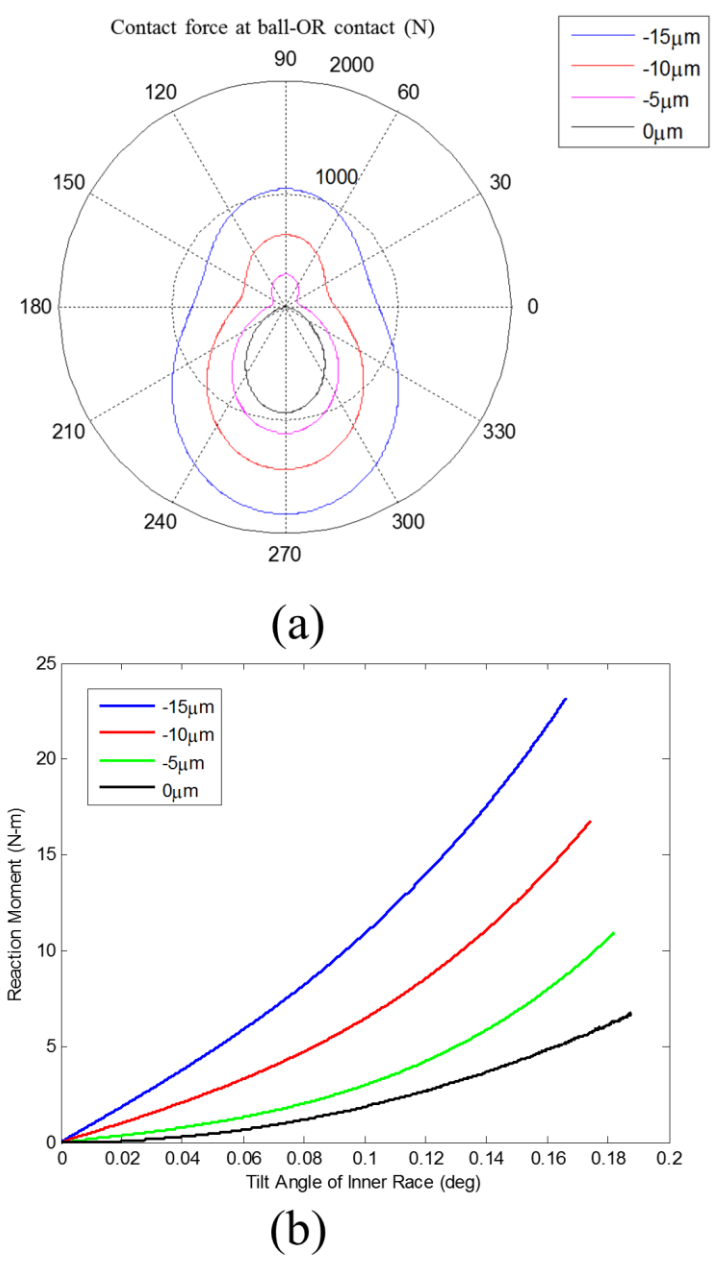 Contact force at ball-OR contact (N)
-15μm
-10μm
-5μm
0μm
90
2000
120
60
1000
150
30
180
0
210
330
240
300
270
(a)
25
20
15
10
5
0
-15μm
-10μm
-5μm
0μm
Reaction Moment (N-m)
0 0.02 0.04 0.06 0.08 0.1 0.12 0.14 0.16 0.18 0.2
Tilt Angle of Inner Race (deg)
(b)